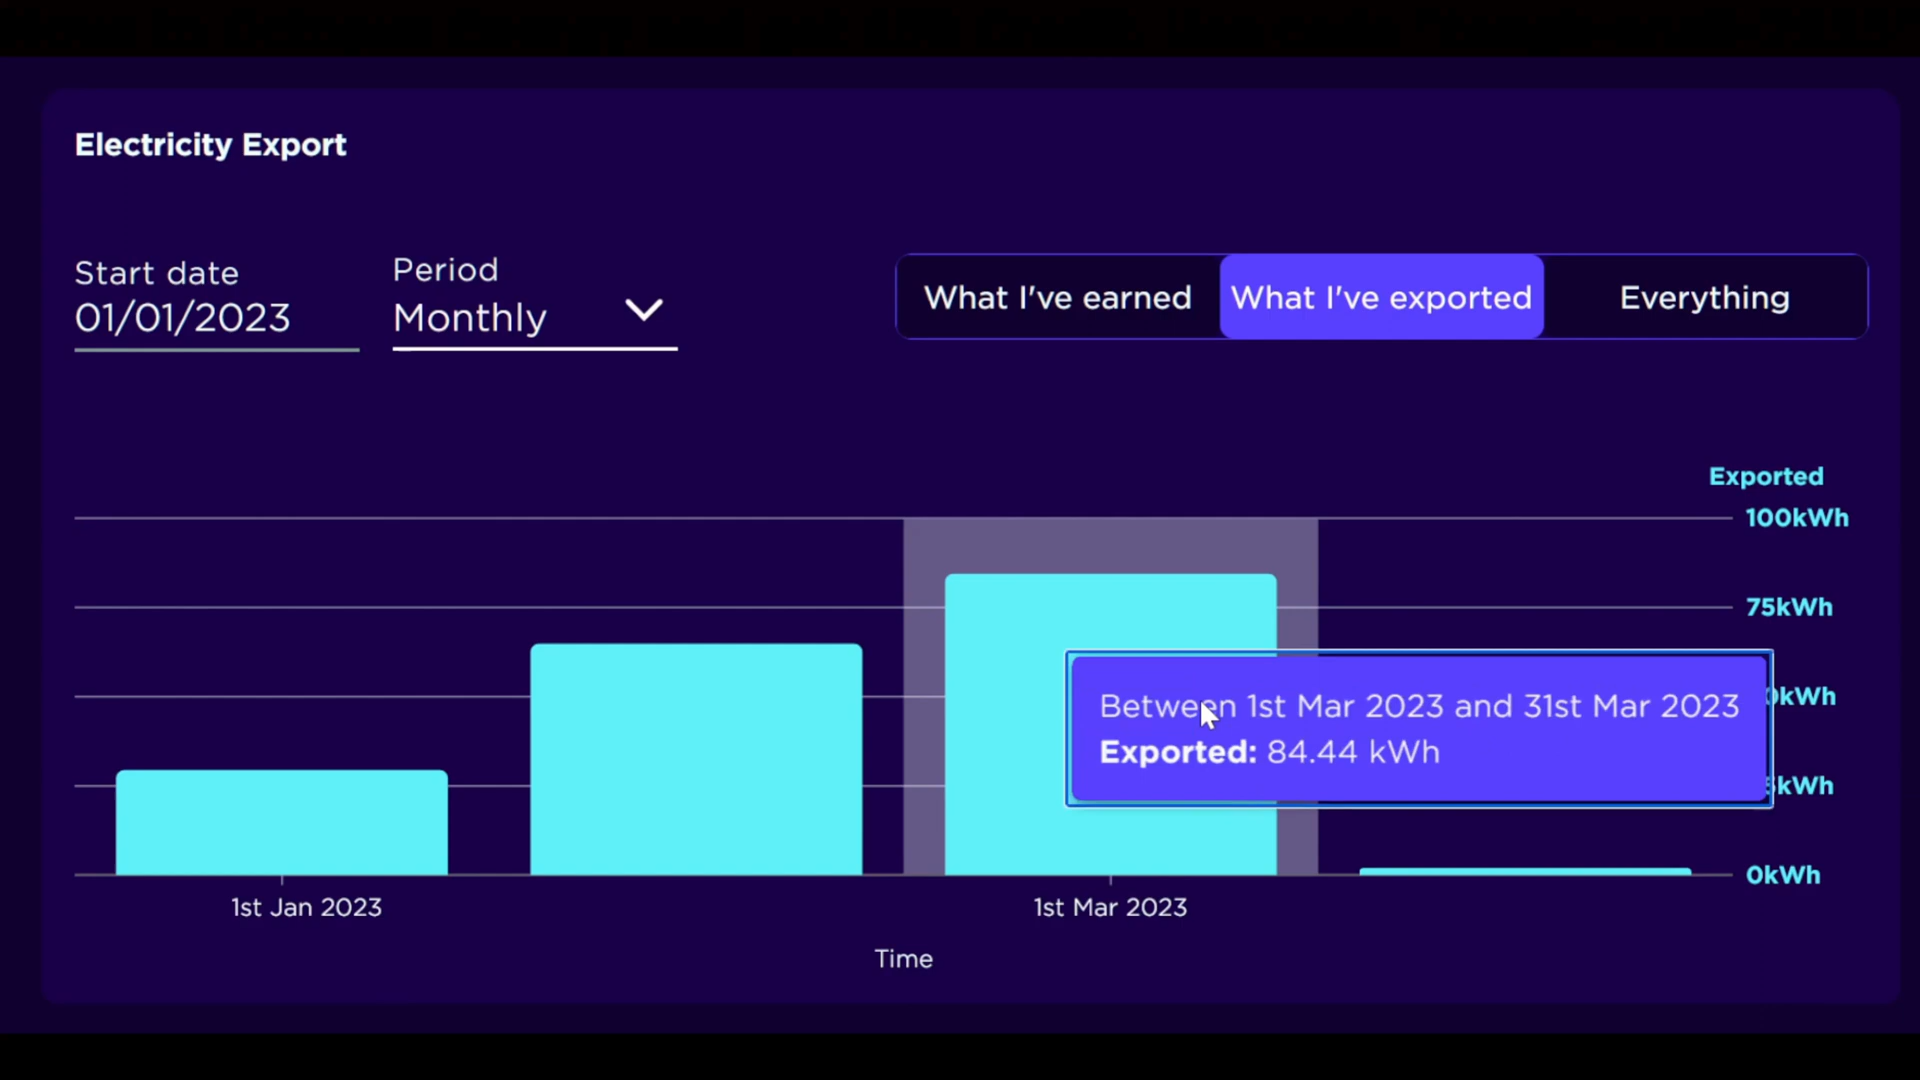 Electricity Export
Start date
01/01/2023
Period
Monthly
What I've earned
What I've exported
Everything
Exported
100kWh
75kWh
0kWh
5kWh
0kWh
Between 1st Mar 2023 and 31st Mar 2023
Exported: 84.44 kWh
1st Jan 2023
1st Mar 2023
Time